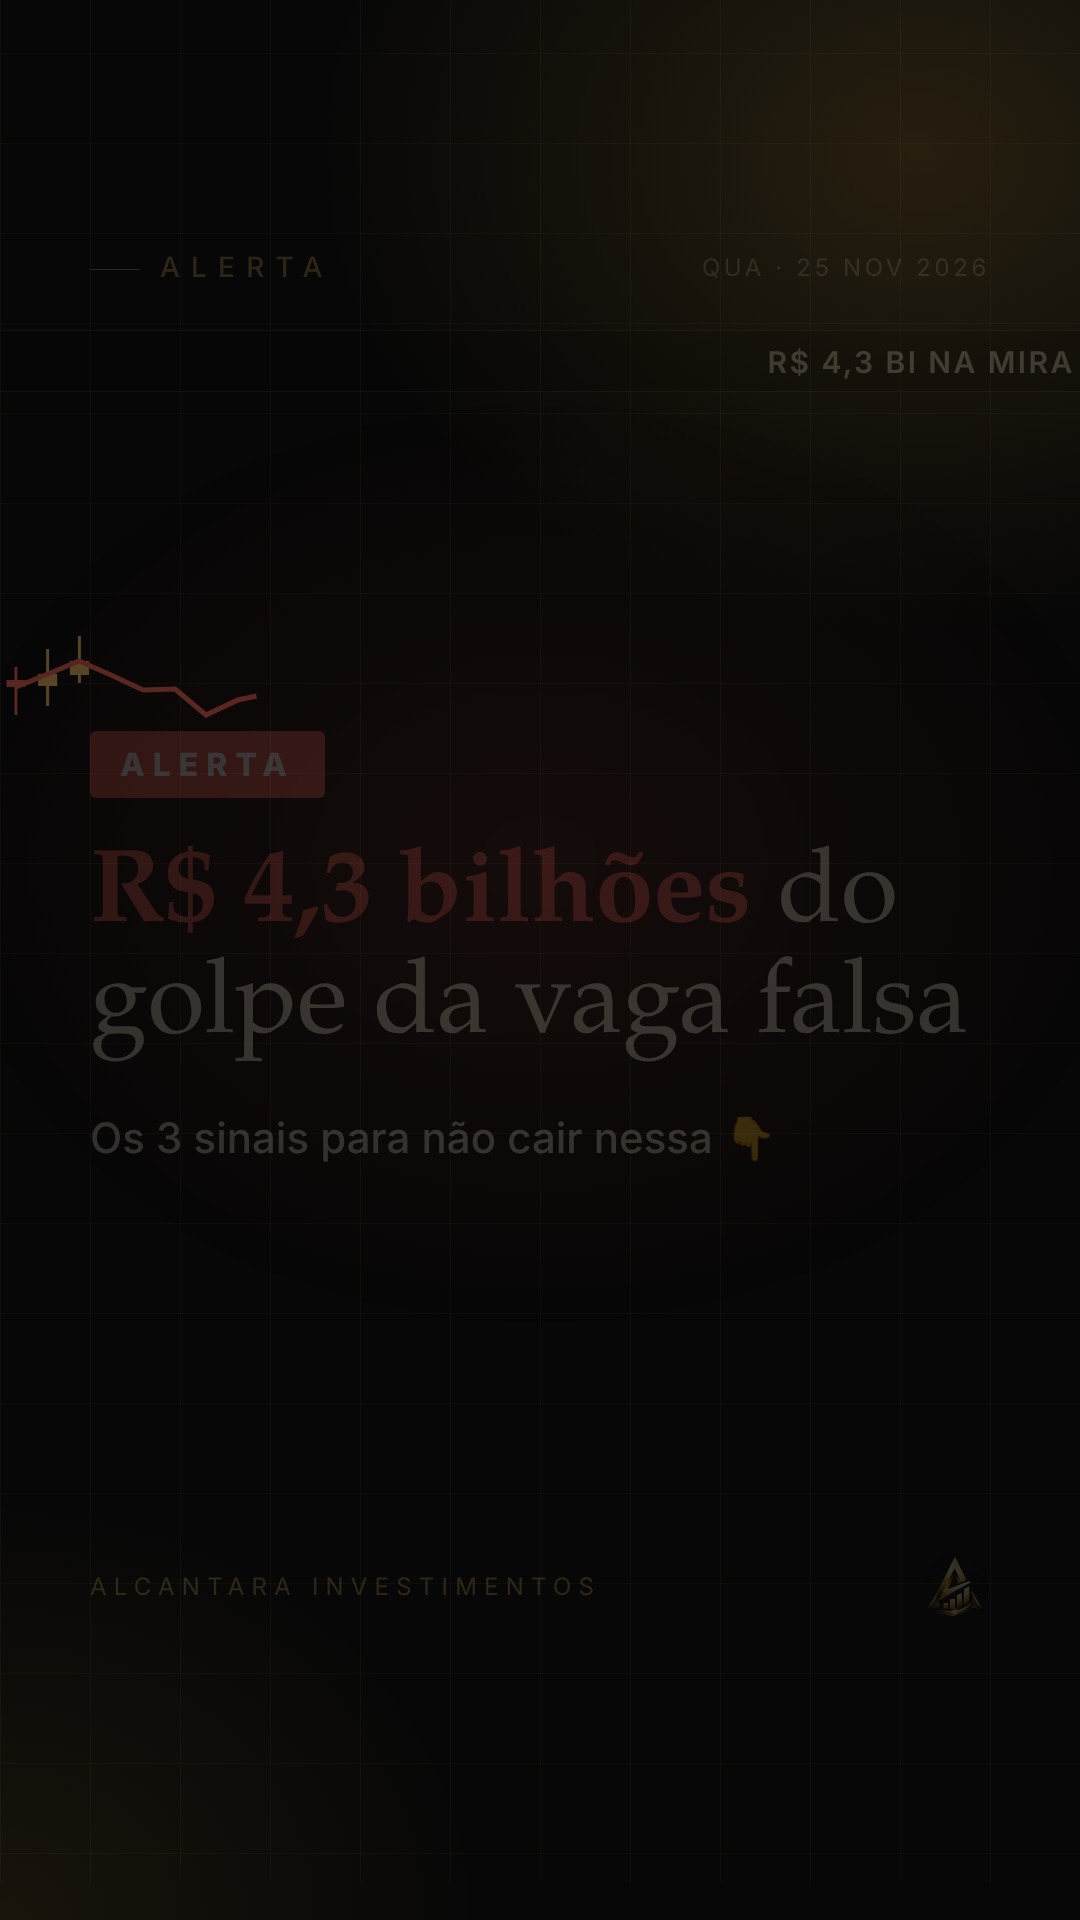 ALERTA
QUA · 25 NOV 2026
R$ 4,3 BI NA MIRA
ALERTA
R$ 4,3 bilhões do
golpe da vaga falsa
Os 3 sinais para não cair nessa 👇
ALCANTARA INVESTIMENTOS